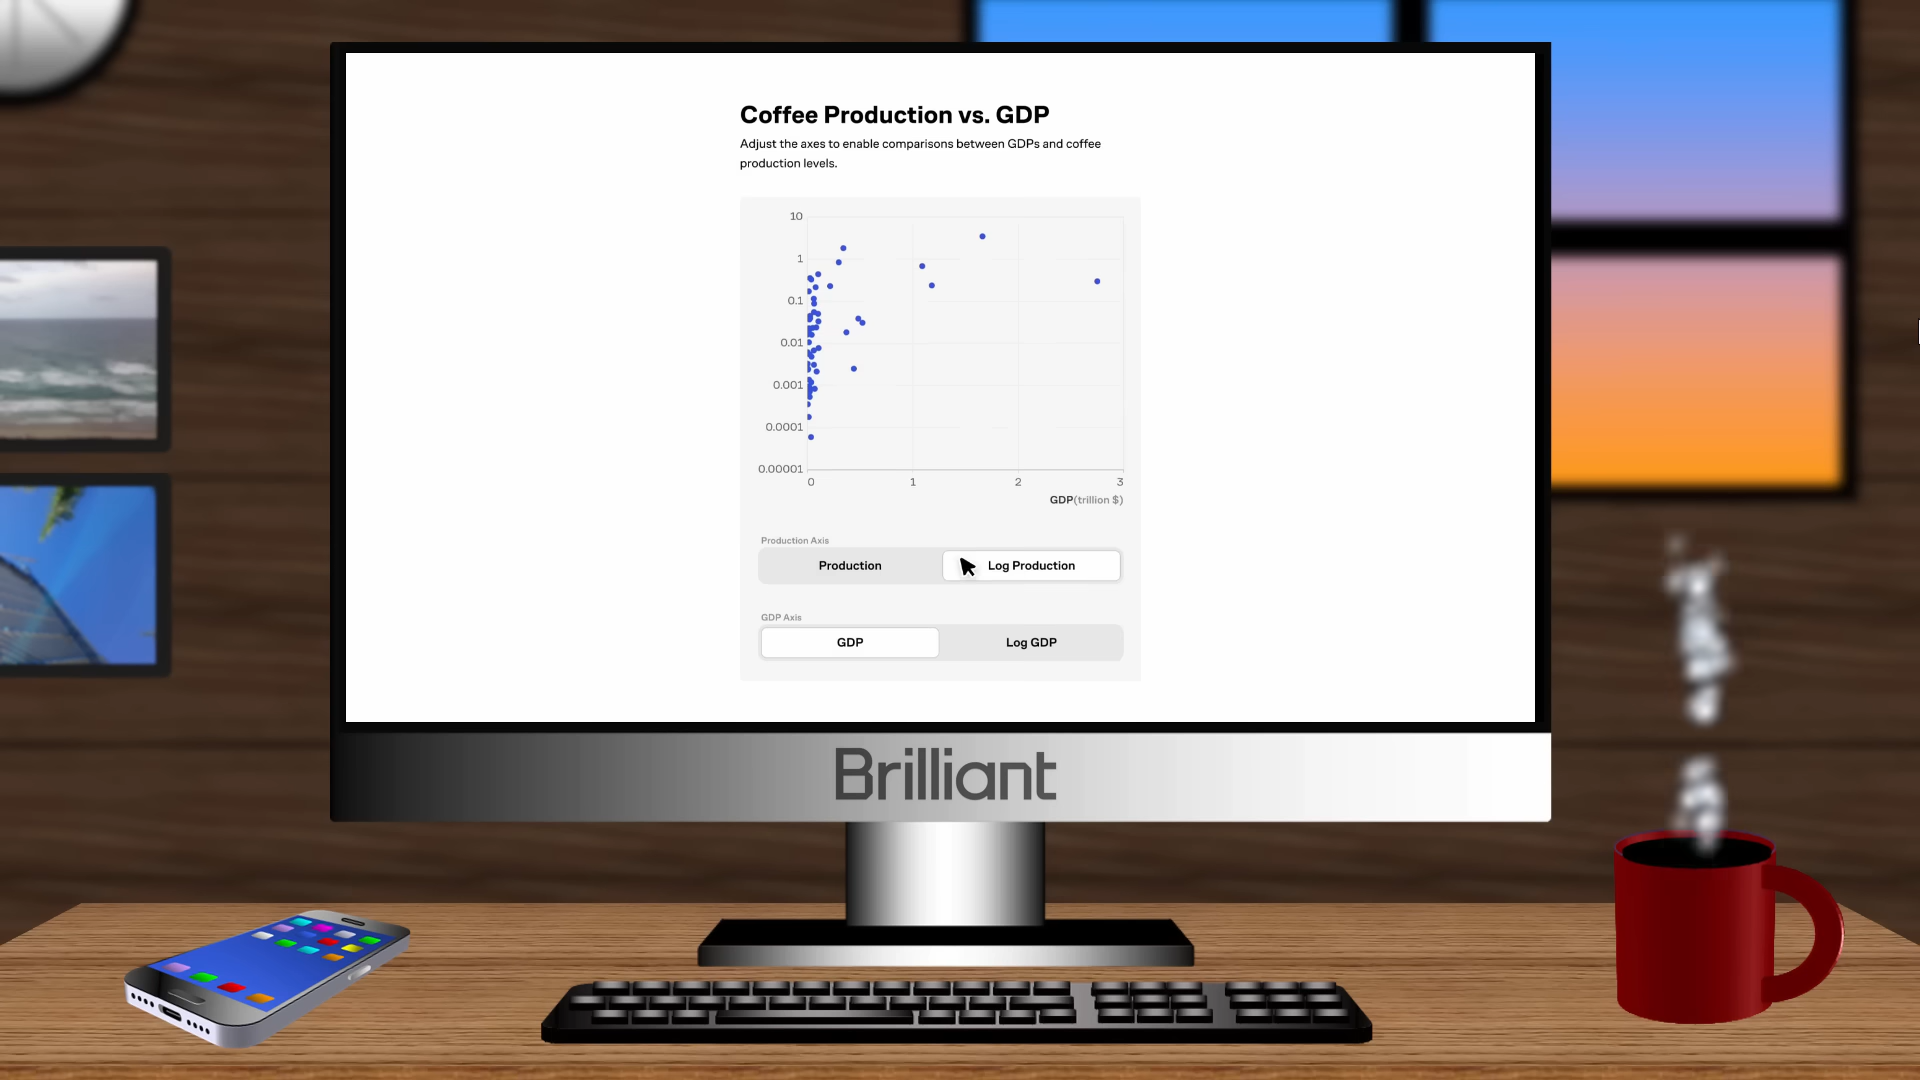 Coffee Production vs. GDP
Adjust the axes to enable comparisons between GDPs and coffee
production levels.
10
1
0.1
0.01
0.001
0.0001
0.00001
0 1 2 3
GDP(trillion $)
Production Axis
Production Log Production
GDP Axis
GDP Log GDP
Brilliant